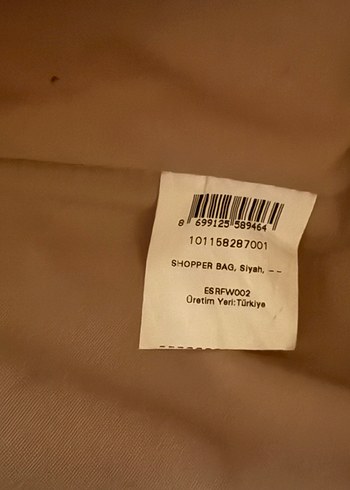 8 699125 589464
101158287001
SHOPPER BAG, Siyah, --
ESRFW002
Üretim Yeri:Türkiye